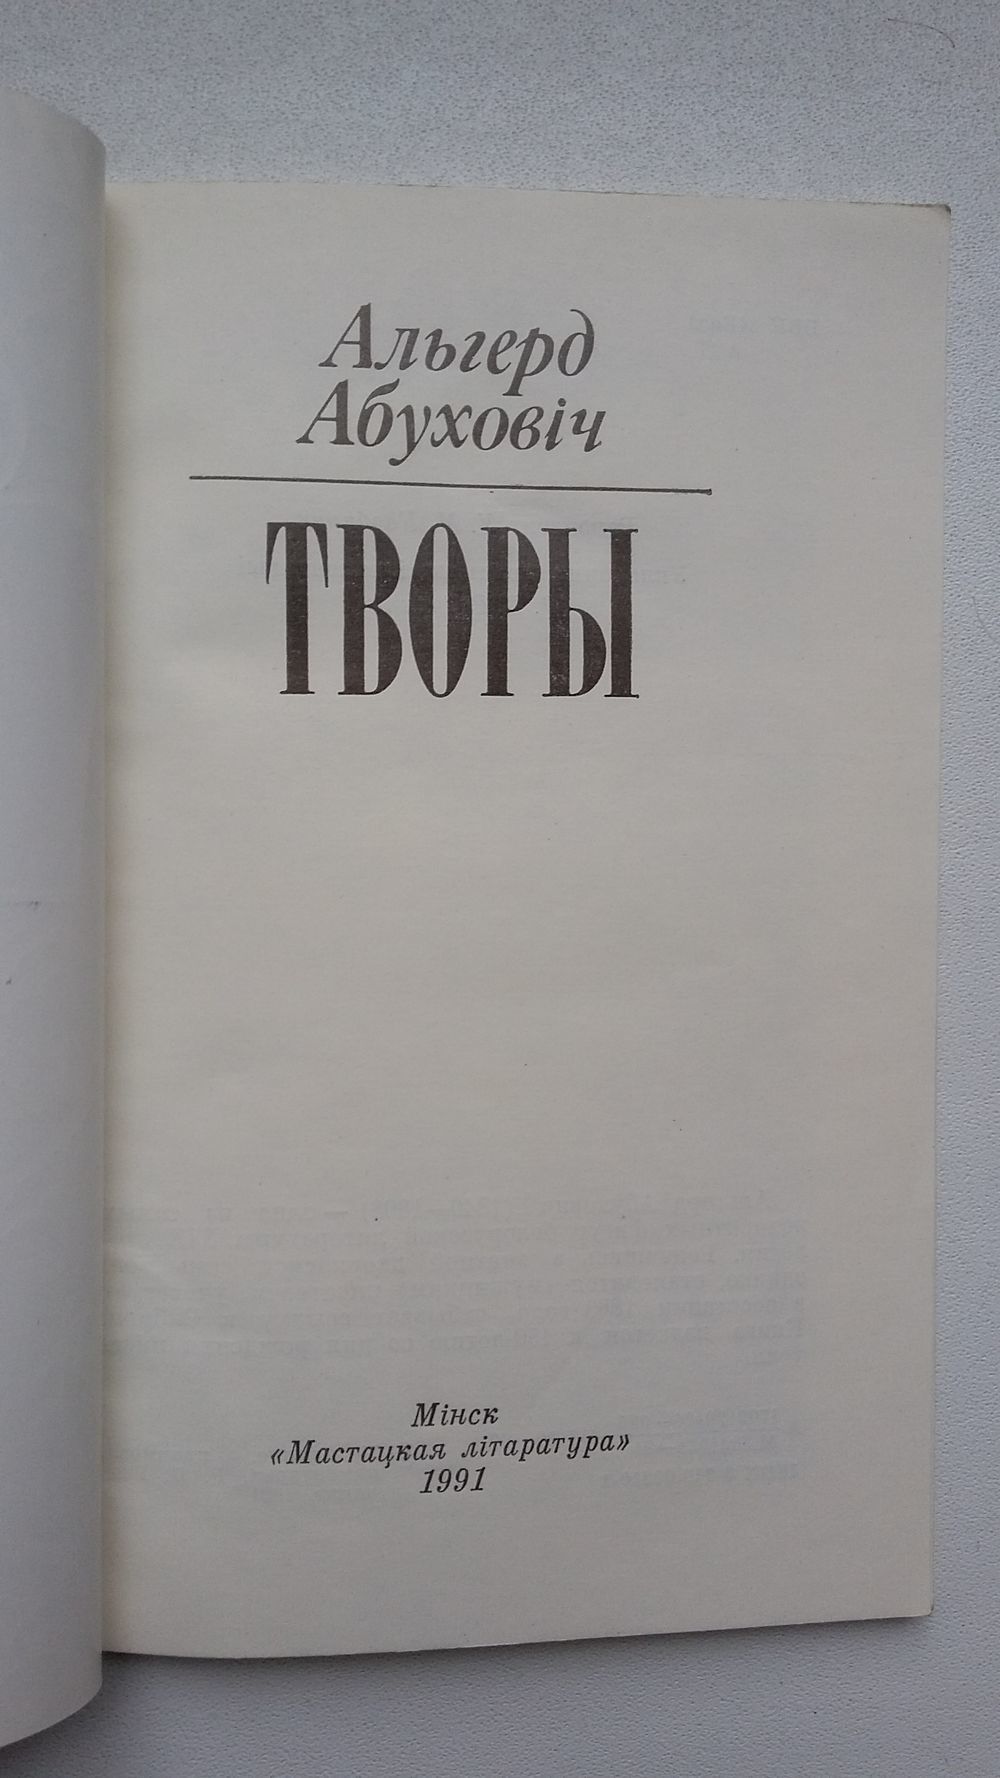 Альгерд
Абуховіч
ТВОРЫ
Мінск
«Мастацкая літаратура»
1991